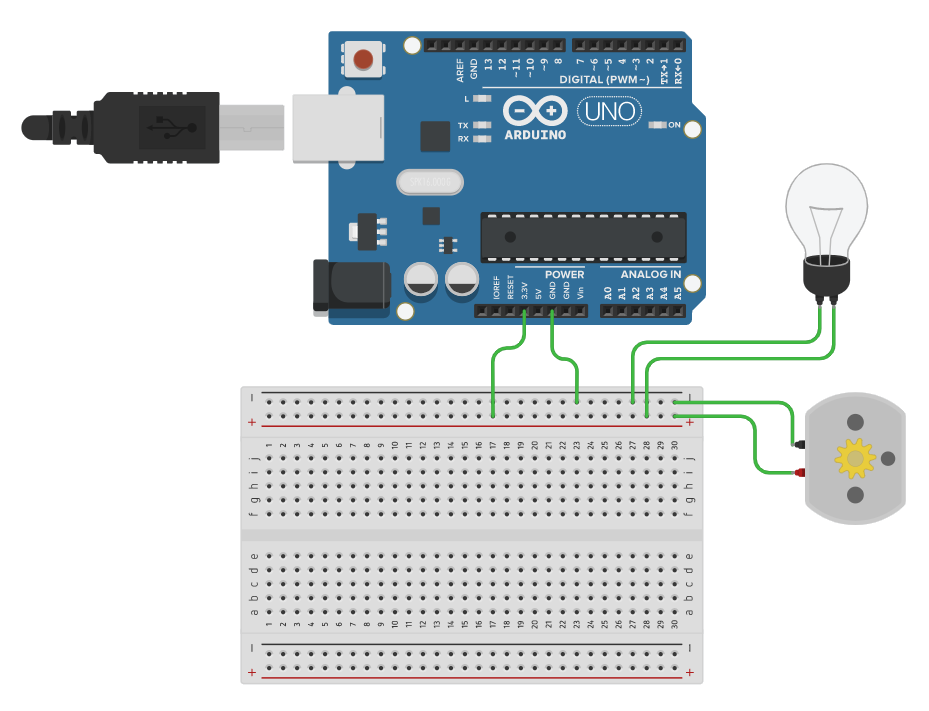 AREF
GND
13
12
~11
~10
~9
8
7
~6
~5
4
~3
2
TX→1
RX←0
DIGITAL (PWM~)
L
TX
RX
ARDUINO
UNO
ON
IOREF
RESET
3.3V
5V
GND
GND
Vin
POWER
ANALOG IN
A0
A1
A2
A3
A4
A5
− −
+ +
1 2 3 4 5 6 7 8 9 10 11 12 13 14 15 16 17 18 19 20 21 22 23 24 25 26 27 28 29 30
j j
i i
h h
g g
f f
e e
d d
c c
b b
a a
1 2 3 4 5 6 7 8 9 10 11 12 13 14 15 16 17 18 19 20 21 22 23 24 25 26 27 28 29 30
− −
+ +